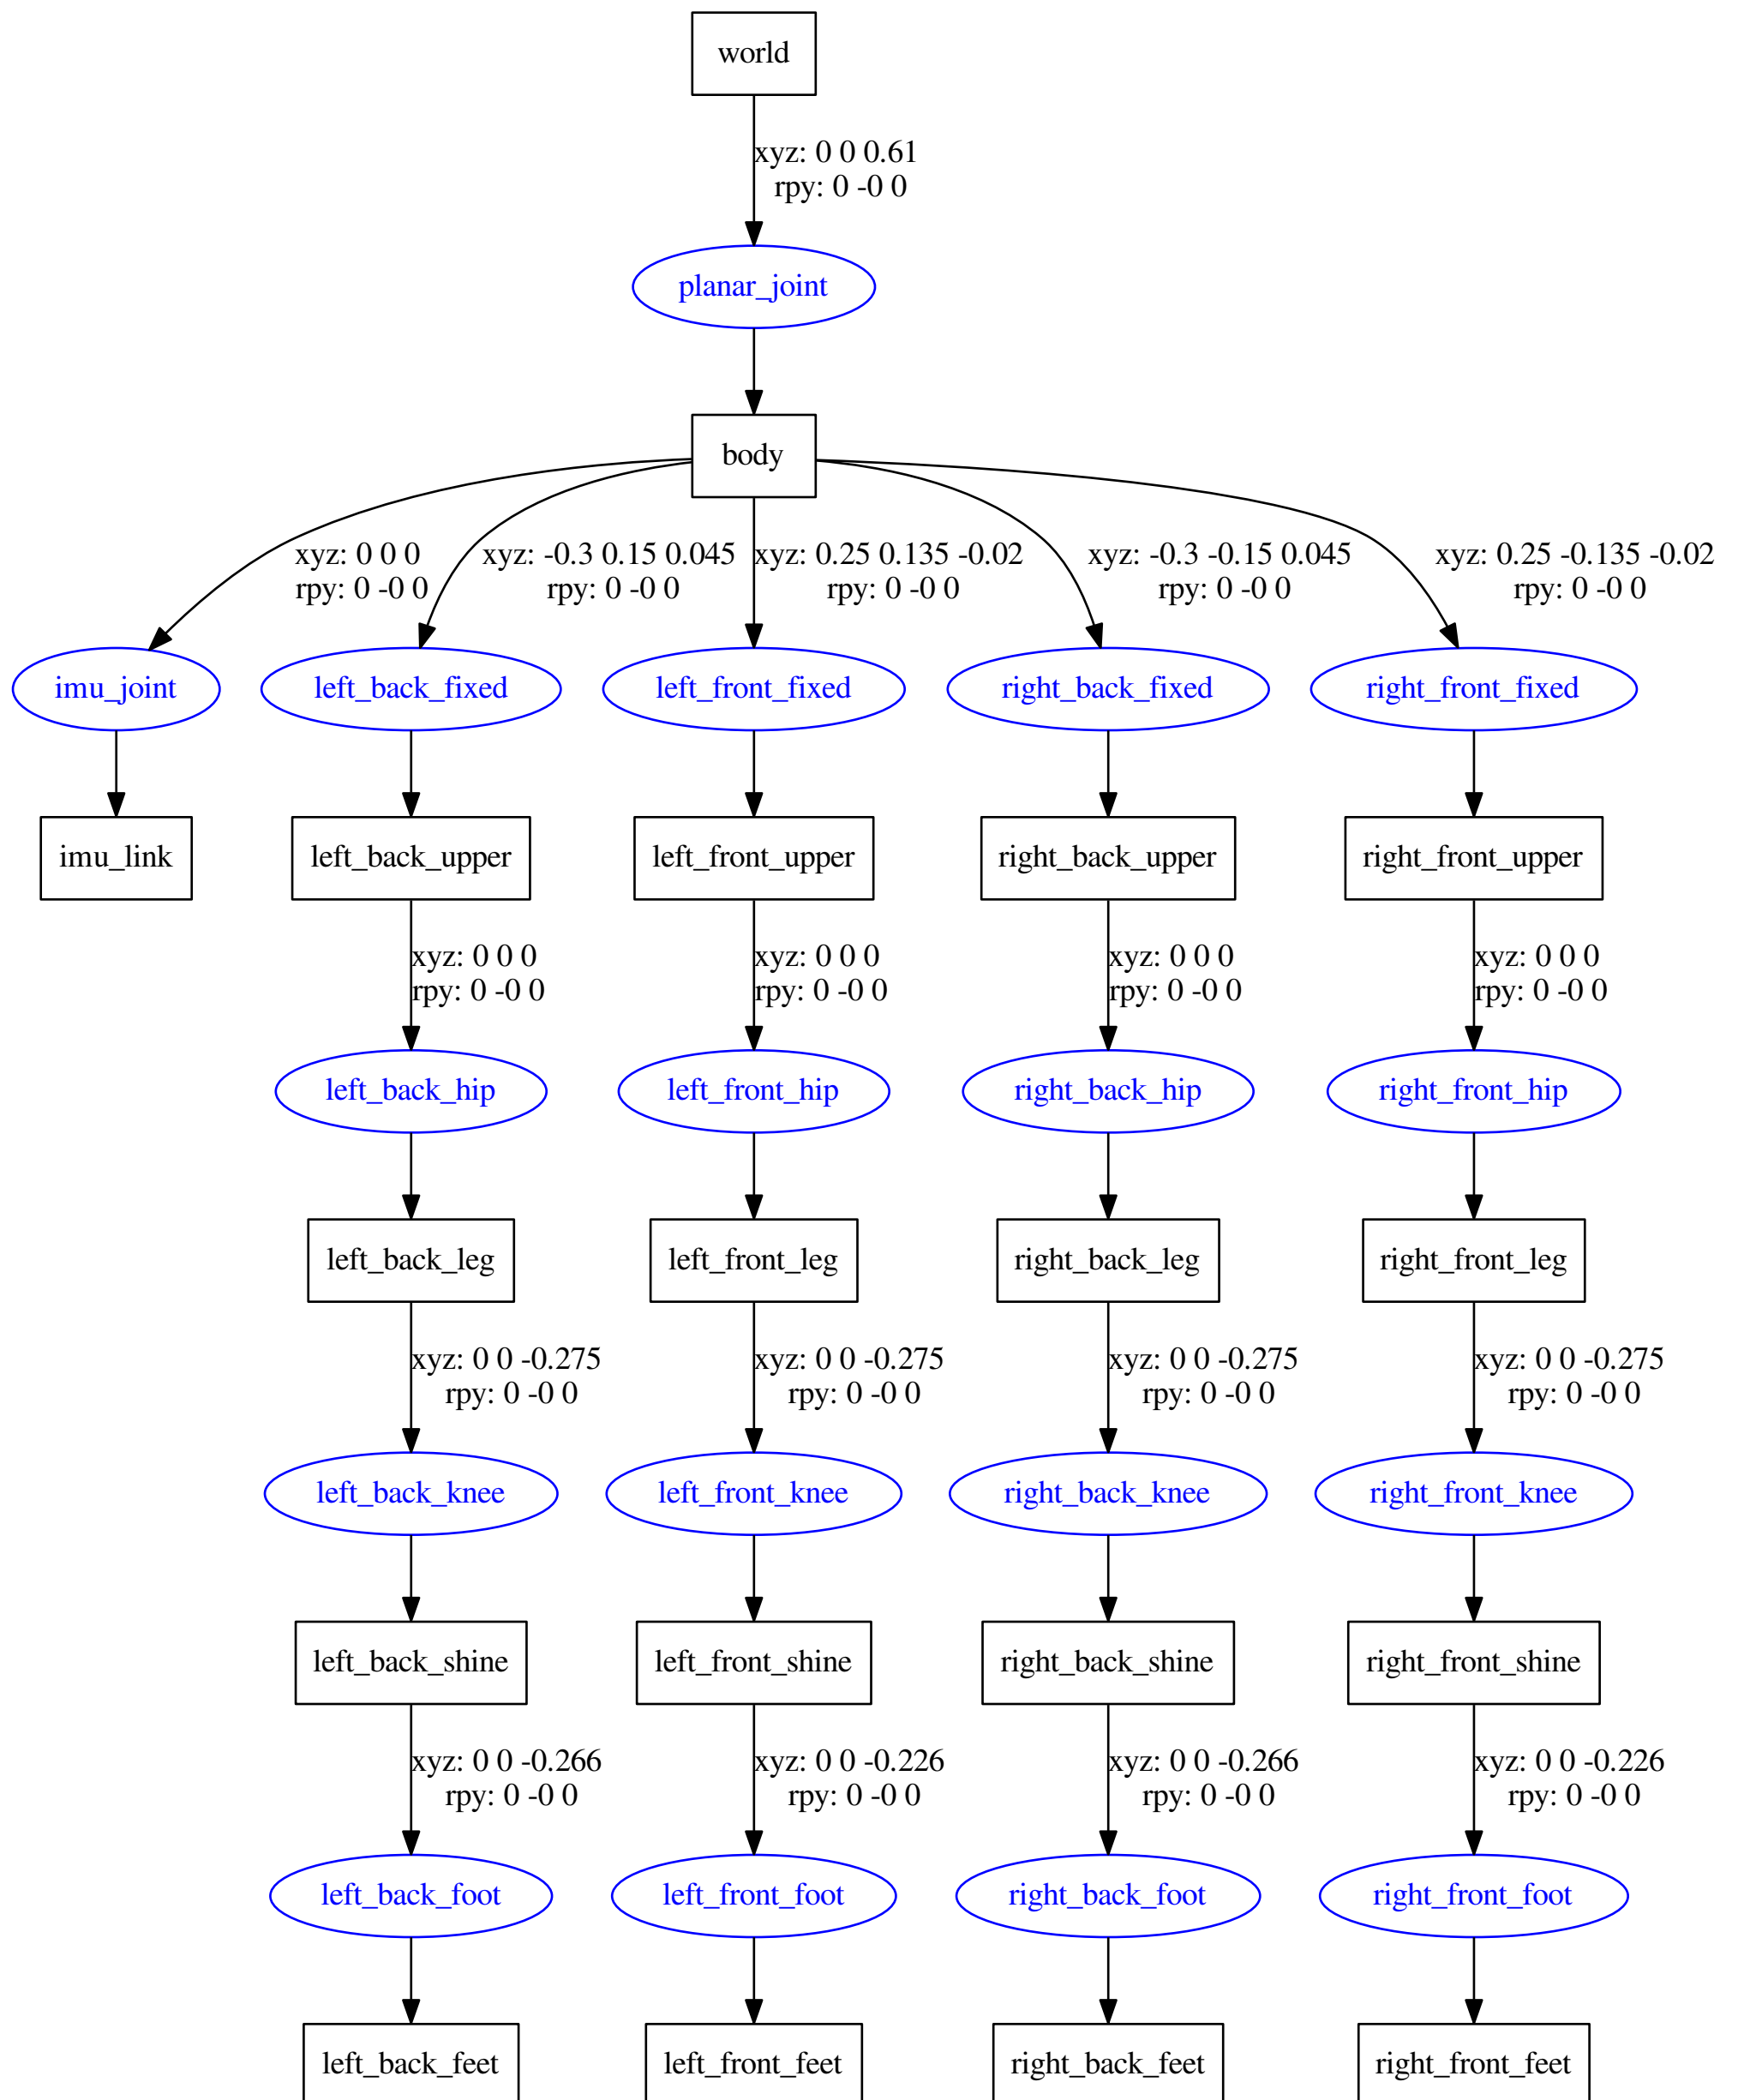 world
xyz: 0 0 0.61
rpy: 0 -0 0
planar_joint
body
xyz: 0 0 0
rpy: 0 -0 0
xyz: -0.3 0.15 0.045
rpy: 0 -0 0
xyz: 0.25 0.135 -0.02
rpy: 0 -0 0
xyz: -0.3 -0.15 0.045
rpy: 0 -0 0
xyz: 0.25 -0.135 -0.02
rpy: 0 -0 0
imu_joint
left_back_fixed
left_front_fixed
right_back_fixed
right_front_fixed
imu_link
left_back_upper
left_front_upper
right_back_upper
right_front_upper
xyz: 0 0 0
rpy: 0 -0 0
xyz: 0 0 0
rpy: 0 -0 0
xyz: 0 0 0
rpy: 0 -0 0
xyz: 0 0 0
rpy: 0 -0 0
left_back_hip
left_front_hip
right_back_hip
right_front_hip
left_back_leg
left_front_leg
right_back_leg
right_front_leg
xyz: 0 0 -0.275
rpy: 0 -0 0
xyz: 0 0 -0.275
rpy: 0 -0 0
xyz: 0 0 -0.275
rpy: 0 -0 0
xyz: 0 0 -0.275
rpy: 0 -0 0
left_back_knee
left_front_knee
right_back_knee
right_front_knee
left_back_shine
left_front_shine
right_back_shine
right_front_shine
xyz: 0 0 -0.266
rpy: 0 -0 0
xyz: 0 0 -0.226
rpy: 0 -0 0
xyz: 0 0 -0.266
rpy: 0 -0 0
xyz: 0 0 -0.226
rpy: 0 -0 0
left_back_foot
left_front_foot
right_back_foot
right_front_foot
left_back_feet
left_front_feet
right_back_feet
right_front_feet